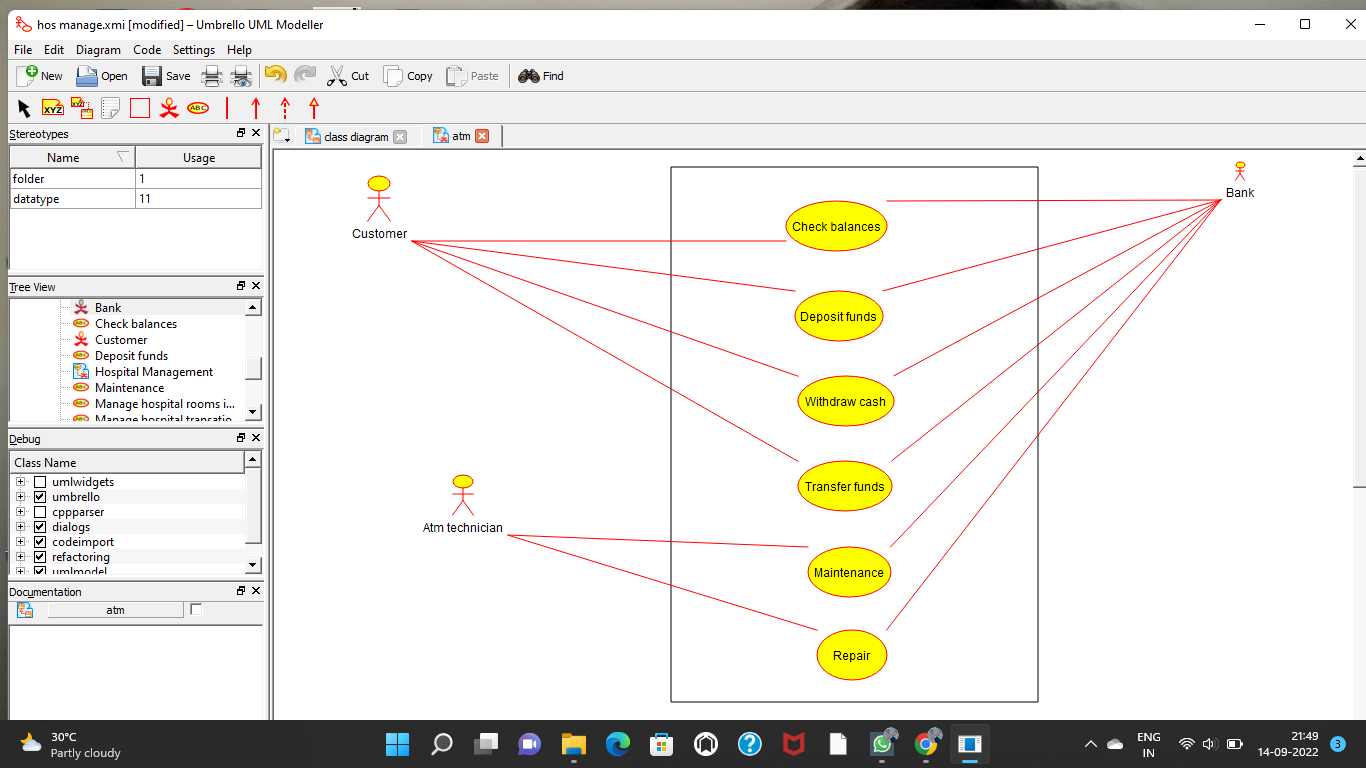 hos manage.xmi [modified] – Umbrello UML Modeller
File Edit Diagram Code Settings Help
New Open Save Cut Copy Paste Find
XYZ XYZ ABC
Stereotypes
Name Usage
folder 1
datatype 11
Tree View
Bank
Check balances
Customer
Deposit funds
Hospital Management
Maintenance
Manage hospital rooms i...
Manage hospital transatio...
Debug
Class Name
umlwidgets
umbrello
cppparser
dialogs
codeimport
refactoring
umlmodel
Documentation
atm
class diagram
atm
Customer
Bank
Check balances
Deposit funds
Withdraw cash
Transfer funds
Atm technician
Maintenance
Repair
30°C
Partly cloudy
ENG
IN
21:49
14-09-2022
3